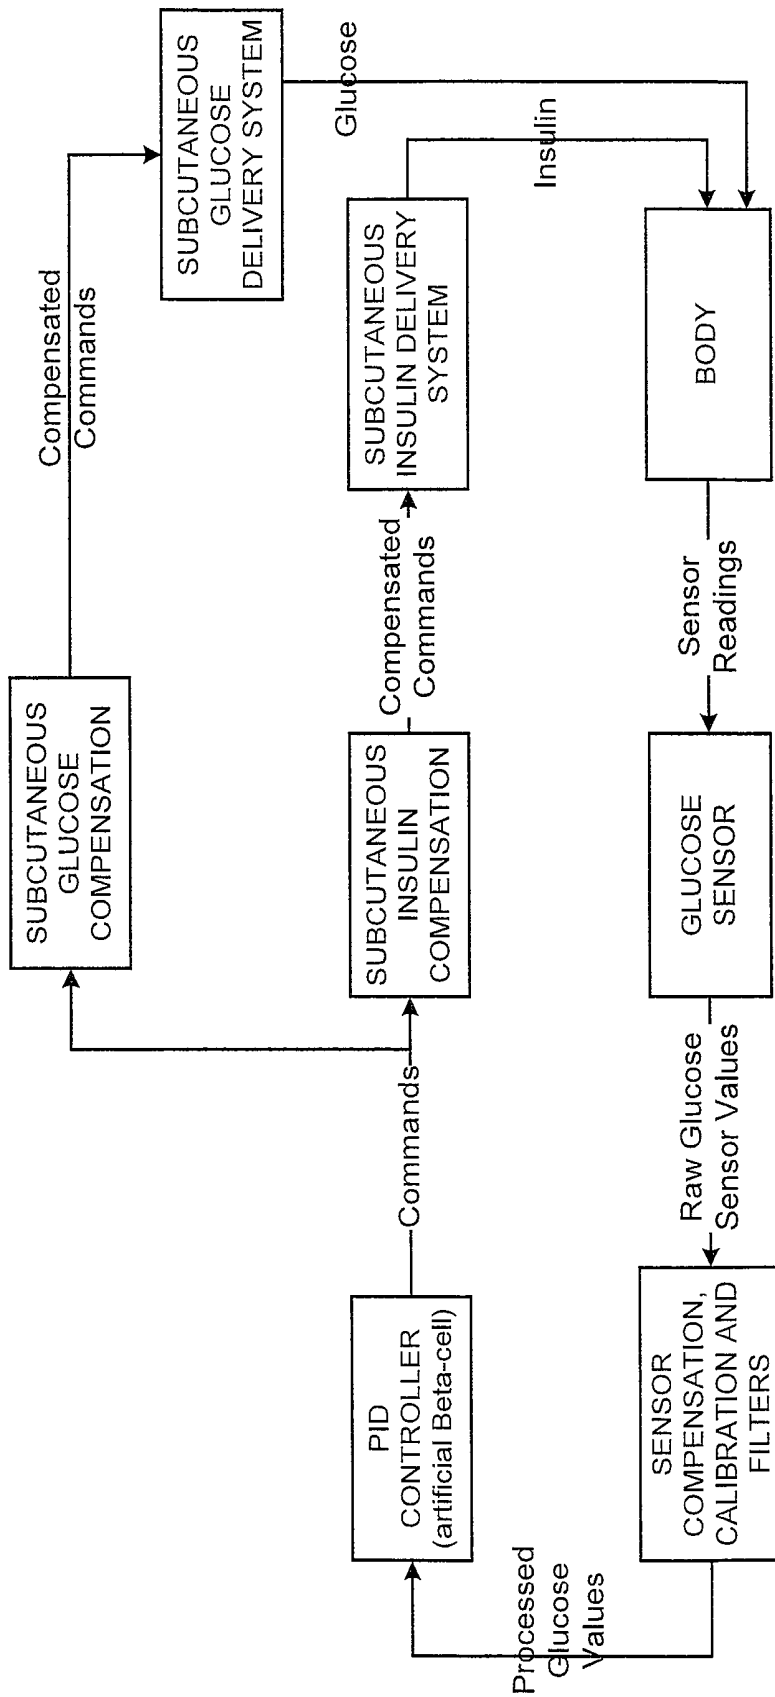 SUBCUTANEOUS
GLUCOSE
COMPENSATION
Compensated
Commands
SUBCUTANEOUS
GLUCOSE
DELIVERY SYSTEM
Glucose
PID
CONTROLLER
(artificial Beta-cell)
Commands
SUBCUTANEOUS
INSULIN
COMPENSATION
Compensated
Commands
SUBCUTANEOUS
INSULIN DELIVERY
SYSTEM
Insulin
Processed
Glucose
Values
SENSOR
COMPENSATION,
CALIBRATION AND
FILTERS
Raw Glucose
Sensor Values
GLUCOSE
SENSOR
Sensor
Readings
BODY